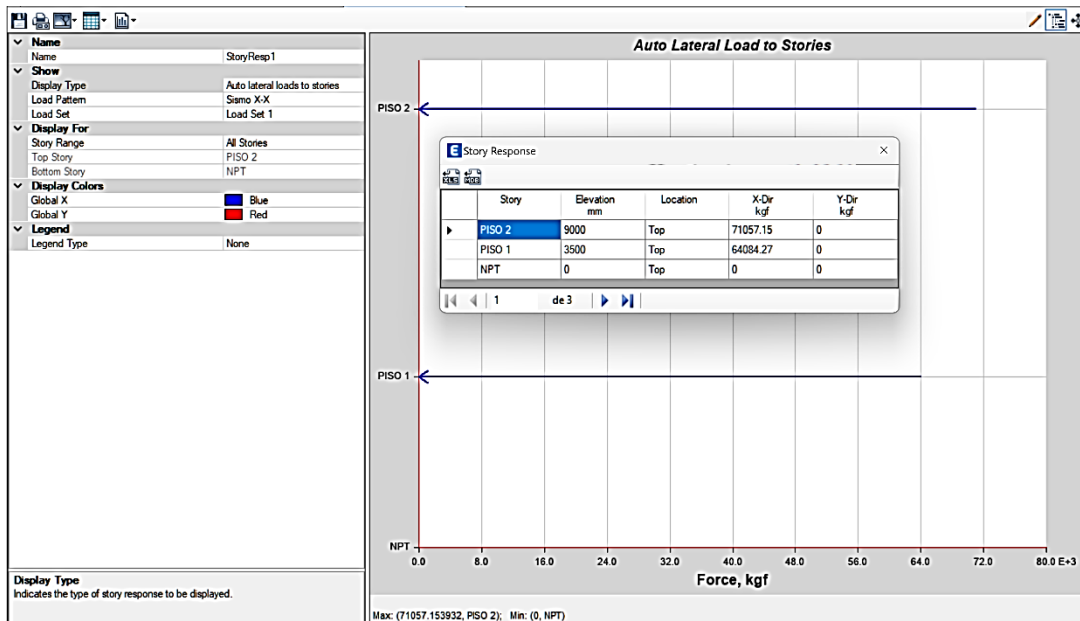 Name
Name StoryResp1
Show
Display Type Auto lateral loads to stories
Load Pattern Sismo X-X
Load Set Load Set 1
Display For
Story Range All Stories
Top Story PISO 2
Bottom Story NPT
Display Colors
Global X Blue
Global Y Red
Legend
Legend Type None
Display Type
Indicates the type of story response to be displayed.
Auto Lateral Load to Stories
PISO 2
E Story Response
XLS MDB
Story Elevation Location X-Dir Y-Dir
mm kgf kgf
PISO 2 9000 Top 71057.15 0
PISO 1 3500 Top 64084.27 0
NPT 0 Top 0 0
1 de 3
PISO 1
NPT
0.0 8.0 16.0 24.0 32.0 40.0 48.0 56.0 64.0 72.0 80.0 E+3
Force, kgf
Max: (71057.153932, PISO 2); Min: (0, NPT)